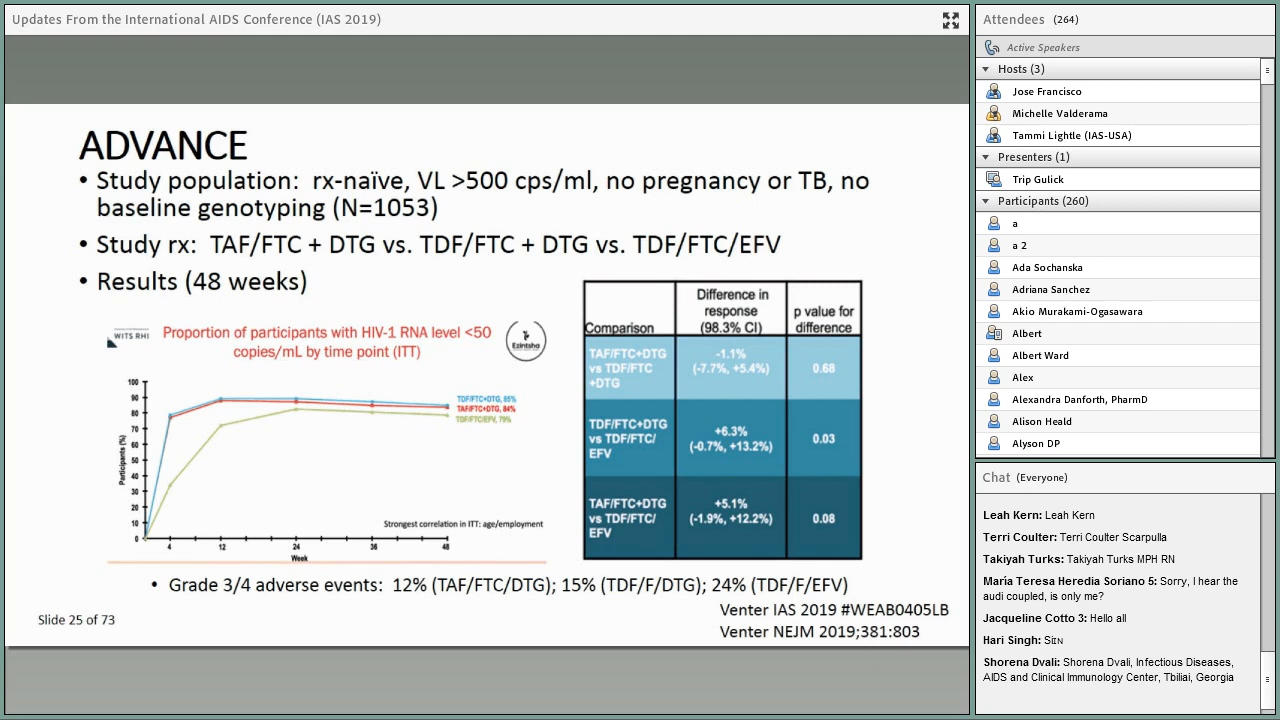 Updates From the International AIDS Conference (IAS 2019)
ADVANCE
• Study population: rx-naïve, VL >500 cps/ml, no pregnancy or TB, no
baseline genotyping (N=1053)
• Study rx: TAF/FTC + DTG vs. TDF/FTC + DTG vs. TDF/FTC/EFV
• Results (48 weeks)
WITS RHI
Proportion of participants with HIV-1 RNA level <50
copies/mL by time point (ITT)
Ezintsha
Participants (%)
100
90
80
70
60
50
40
30
20
10
0
4
12
24
36
48
Week
TDF/FTC+DTG, 85%
TAF/FTC+DTG, 84%
TDF/FTC/EFV, 79%
Strongest correlation in ITT: age/employment
Comparison
Difference in
response
(98.3% CI)
p value for
difference
TAF/FTC+DTG
vs TDF/FTC
+DTG
-1.1%
(-7.7%, +5.4%)
0.68
TDF/FTC+DTG
vs TDF/FTC/
EFV
+6.3%
(-0.7%, +13.2%)
0.03
TAF/FTC+DTG
vs TDF/FTC/
EFV
+5.1%
(-1.9%, +12.2%)
0.08
• Grade 3/4 adverse events: 12% (TAF/FTC/DTG); 15% (TDF/F/DTG); 24% (TDF/F/EFV)
Venter IAS 2019 #WEAB0405LB
Venter NEJM 2019;381:803
Slide 25 of 73
Attendees (264)
Active Speakers
Hosts (3)
Jose Francisco
Michelle Valderama
Tammi Lightle (IAS-USA)
Presenters (1)
Trip Gulick
Participants (260)
a
a 2
Ada Sochanska
Adriana Sanchez
Akio Murakami-Ogasawara
Albert
Albert Ward
Alex
Alexandra Danforth, PharmD
Alison Heald
Alyson DP
Chat (Everyone)
Leah Kern: Leah Kern
Terri Coulter: Terri Coulter Scarpulla
Takiyah Turks: Takiyah Turks MPH RN
María Teresa Heredia Soriano 5: Sorry, I hear the
audi coupled, is only me?
Jacqueline Cotto 3: Hello all
Hari Singh: SitN
Shorena Dvali: Shorena Dvali, Infectious Diseases,
AIDS and Clinical Immunology Center, Tbiliai, Georgia